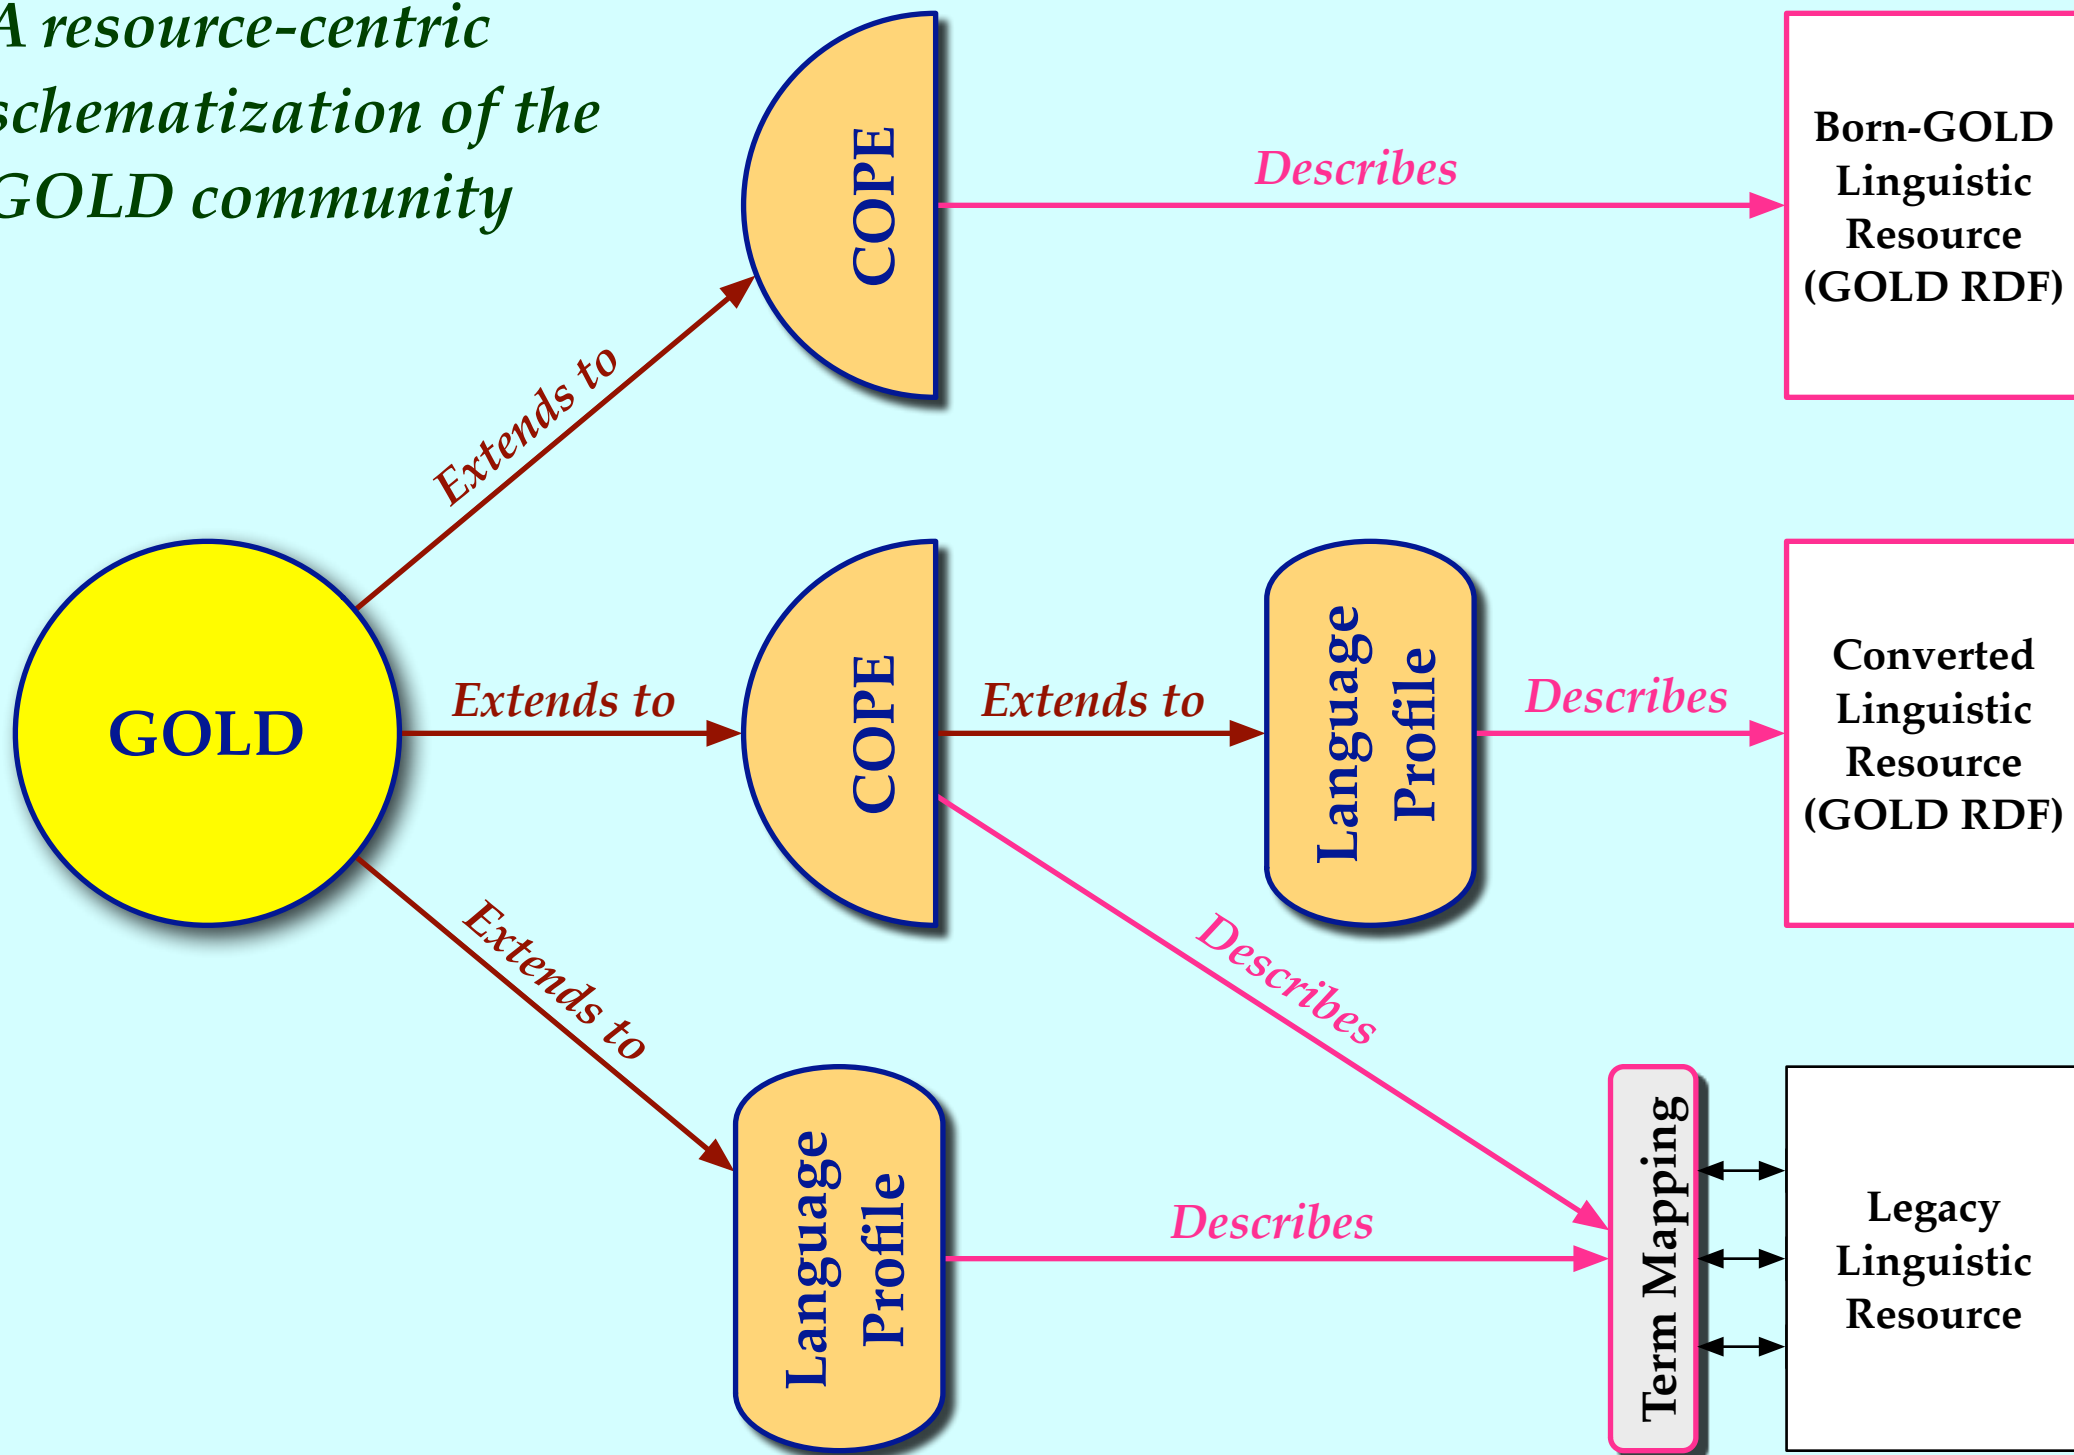 A resource-centric
schematization of the
GOLD community
COPE
Describes
Born-GOLD
Linguistic
Resource
(GOLD RDF)
Extends to
GOLD
Extends to
COPE
Extends to
Language
Profile
Describes
Converted
Linguistic
Resource
(GOLD RDF)
Extends to
Describes
Language
Profile
Describes
Term Mapping
Legacy
Linguistic
Resource